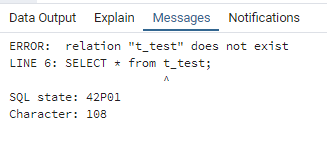 Data Output Explain Messages Notifications
ERROR:  relation "t_test" does not exist
LINE 6: SELECT * from t_test;
                      ^
SQL state: 42P01
Character: 108